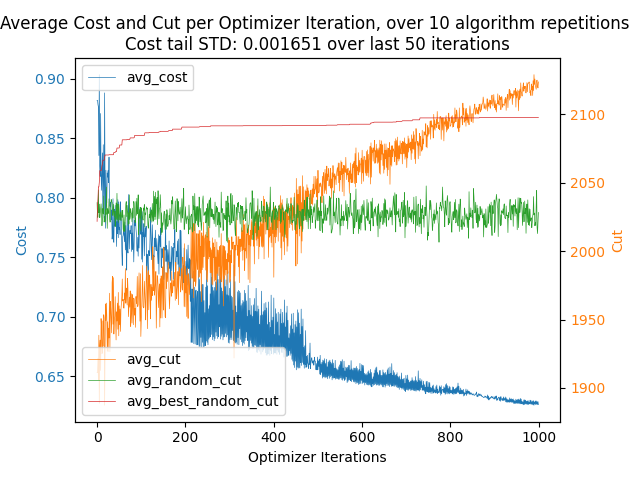 Average Cost and Cut per Optimizer Iteration, over 10 algorithm repetitions
Cost tail STD: 0.001651 over last 50 iterations
avg_cost
0.90
0.85
0.80
0.75
0.70
0.65
Cost
2100
2050
2000
1950
1900
Cut
avg_cut
avg_random_cut
avg_best_random_cut
0
200
400
600
800
1000
Optimizer Iterations